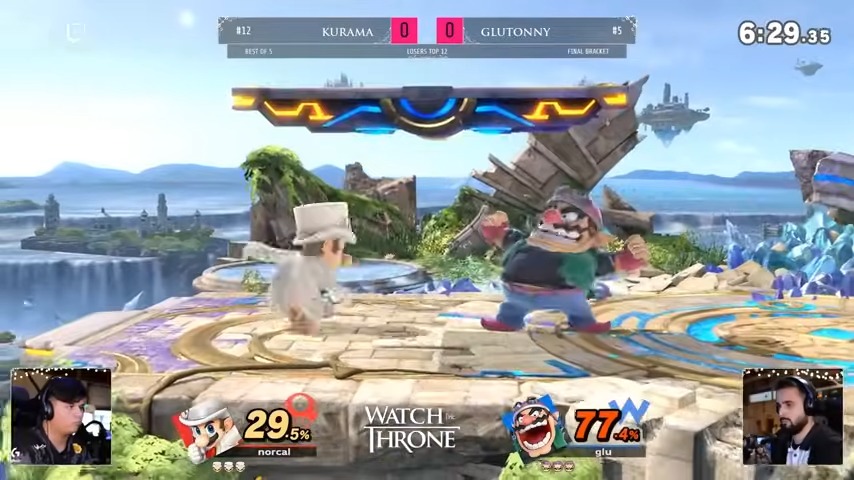 #12 KURAMA 0 0 GLUTONNY #5
BEST OF 5 LOSERS TOP 12 FINAL BRACKET
6:29.35
29.5%
norcal
WATCH THE
THRONE
77.4%
glu